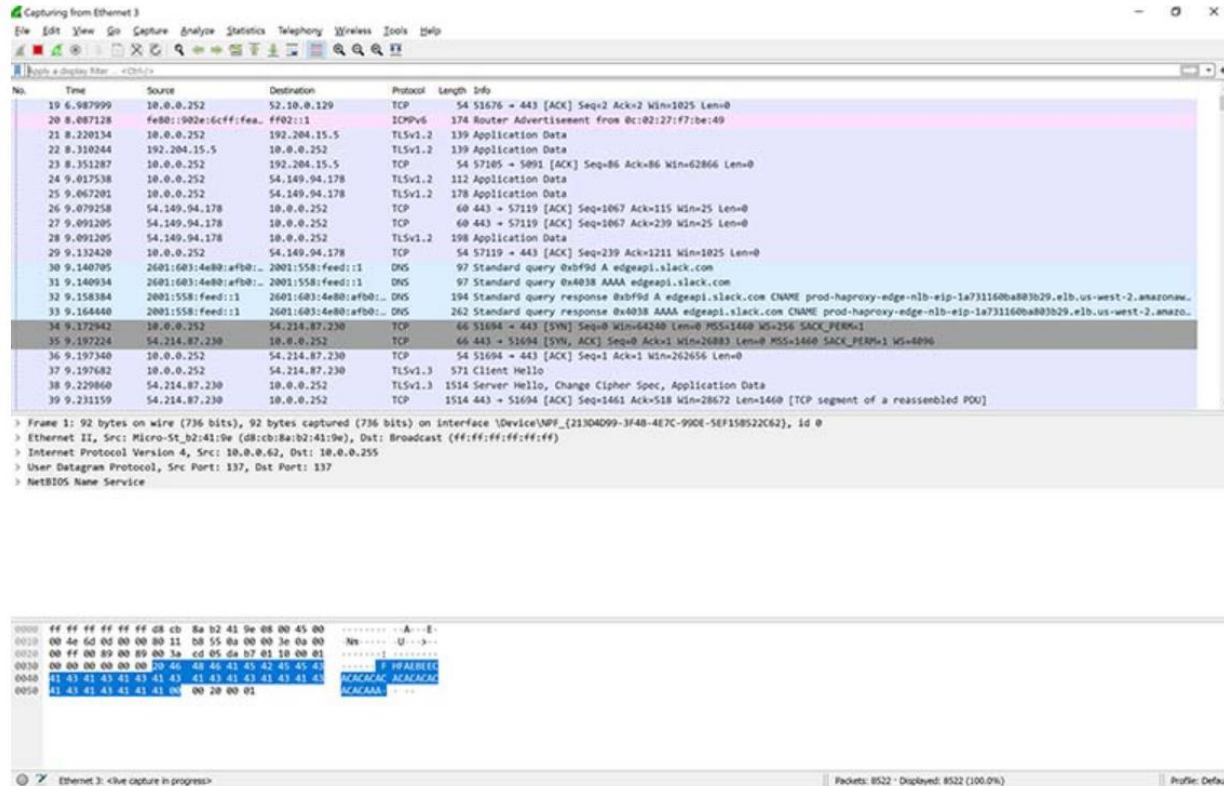 Capturing from Ethernet 3
File Edit View Go Capture Analyze Statistics Telephony Wireless Tools Help
Apply a display filter ... <Ctrl-/>
No. Time Source Destination Protocol Length Info
19 6.987999 10.0.0.252 52.10.0.129 TCP 54 51676 → 443 [ACK] Seq=2 Ack=2 Win=1025 Len=0
20 8.087128 fe80::902e:6cff:fea… ff02::1 ICMPv6 174 Router Advertisement from 0c:02:27:f7:be:49
21 8.220134 10.0.0.252 192.204.15.5 TLSv1.2 139 Application Data
22 8.310244 192.204.15.5 10.0.0.252 TLSv1.2 139 Application Data
23 8.351287 10.0.0.252 192.204.15.5 TCP 54 57105 → 5091 [ACK] Seq=86 Ack=86 Win=62866 Len=0
24 9.017538 10.0.0.252 54.149.94.178 TLSv1.2 112 Application Data
25 9.067201 10.0.0.252 54.149.94.178 TLSv1.2 178 Application Data
26 9.079258 54.149.94.178 10.0.0.252 TCP 60 443 → 57119 [ACK] Seq=1067 Ack=115 Win=25 Len=0
27 9.091205 54.149.94.178 10.0.0.252 TCP 60 443 → 57119 [ACK] Seq=1067 Ack=239 Win=25 Len=0
28 9.091205 54.149.94.178 10.0.0.252 TLSv1.2 198 Application Data
29 9.132420 10.0.0.252 54.149.94.178 TCP 54 57119 → 443 [ACK] Seq=239 Ack=1211 Win=1025 Len=0
30 9.140705 2601:603:4e80:afb0:… 2001:558:feed::1 DNS 97 Standard query 0xbf9d A edgeapi.slack.com
31 9.140934 2601:603:4e80:afb0:… 2001:558:feed::1 DNS 97 Standard query 0x4038 AAAA edgeapi.slack.com
32 9.158384 2001:558:feed::1 2601:603:4e80:afb0:… DNS 194 Standard query response 0xbf9d A edgeapi.slack.com CNAME prod-haproxy-edge-nlb-eip-1a731160ba803b29.elb.us-west-2.amazonaw…
33 9.164440 2001:558:feed::1 2601:603:4e80:afb0:… DNS 262 Standard query response 0x4038 AAAA edgeapi.slack.com CNAME prod-haproxy-edge-nlb-eip-1a731160ba803b29.elb.us-west-2.amazo…
34 9.172942 10.0.0.252 54.214.87.230 TCP 66 51694 → 443 [SYN] Seq=0 Win=64240 Len=0 MSS=1460 WS=256 SACK_PERM=1
35 9.197224 54.214.87.230 10.0.0.252 TCP 66 443 → 51694 [SYN, ACK] Seq=0 Ack=1 Win=26883 Len=0 MSS=1460 SACK_PERM=1 WS=4096
36 9.197340 10.0.0.252 54.214.87.230 TCP 54 51694 → 443 [ACK] Seq=1 Ack=1 Win=262656 Len=0
37 9.197682 10.0.0.252 54.214.87.230 TLSv1.3 571 Client Hello
38 9.229860 54.214.87.230 10.0.0.252 TLSv1.3 1514 Server Hello, Change Cipher Spec, Application Data
39 9.231159 54.214.87.230 10.0.0.252 TCP 1514 443 → 51694 [ACK] Seq=1461 Ack=518 Win=28672 Len=1460 [TCP segment of a reassembled PDU]
> Frame 1: 92 bytes on wire (736 bits), 92 bytes captured (736 bits) on interface \Device\NPF_{213D4D99-3F4B-4E7C-99DE-5EF158522C62}, id 0
> Ethernet II, Src: Micro-St_b2:41:9e (d8:cb:8a:b2:41:9e), Dst: Broadcast (ff:ff:ff:ff:ff:ff)
> Internet Protocol Version 4, Src: 10.0.0.62, Dst: 10.0.0.255
> User Datagram Protocol, Src Port: 137, Dst Port: 137
> NetBIOS Name Service
0000 ff ff ff ff ff ff d8 cb 8a b2 41 9e 08 00 45 00 ········ ··A···E·
0010 00 4e 6d 0d 00 00 80 11 b8 55 0a 00 00 3e 0a 00 ·Nm····· ·U···>··
0020 00 ff 00 89 00 89 00 3a cd 05 da b7 01 10 00 01 ·······: ········
0030 00 00 00 00 00 00 20 46 48 46 41 45 42 45 45 43 ······ F HFAEBEEC
0040 41 43 41 43 41 43 41 43 41 43 41 43 41 43 41 43 ACACACAC ACACACAC
0050 41 43 41 43 41 41 41 00 00 20 00 01 ACACAAA· · ··
Ethernet 3: <live capture in progress>
Packets: 8522 · Displayed: 8522 (100.0%)
Profile: Defau